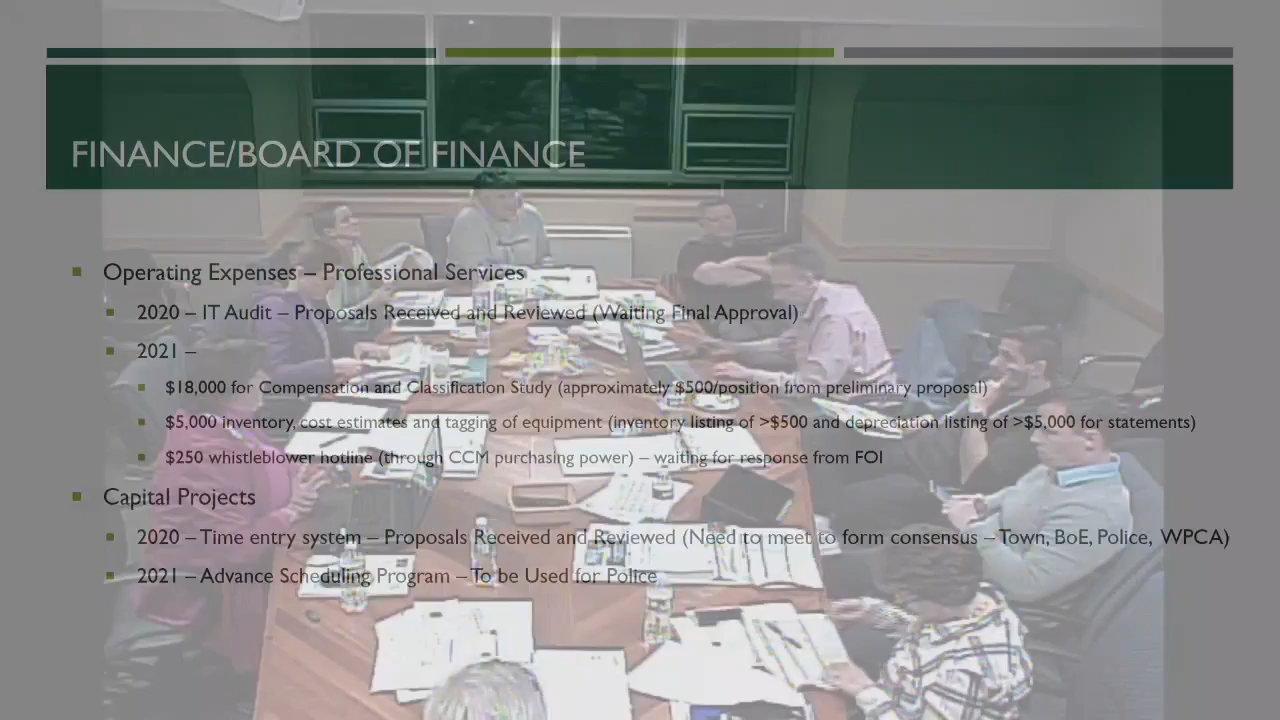 FINANCE/BOARD OF FINANCE
Operating Expenses – Professional Services
2020 – IT Audit – Proposals Received and Reviewed (Waiting Final Approval)
2021 –
$18,000 for Compensation and Classification Study (approximately $500/position from preliminary proposal)
$5,000 inventory, cost estimates and tagging of equipment (inventory listing of >$500 and depreciation listing of >$5,000 for statements)
$250 whistleblower hotline (through CCM purchasing power) – waiting for response from FOI
Capital Projects
2020 – Time entry system – Proposals Received and Reviewed (Need to meet to form consensus – Town, BoE, Police, WPCA)
2021 – Advance Scheduling Program – To be Used for Police